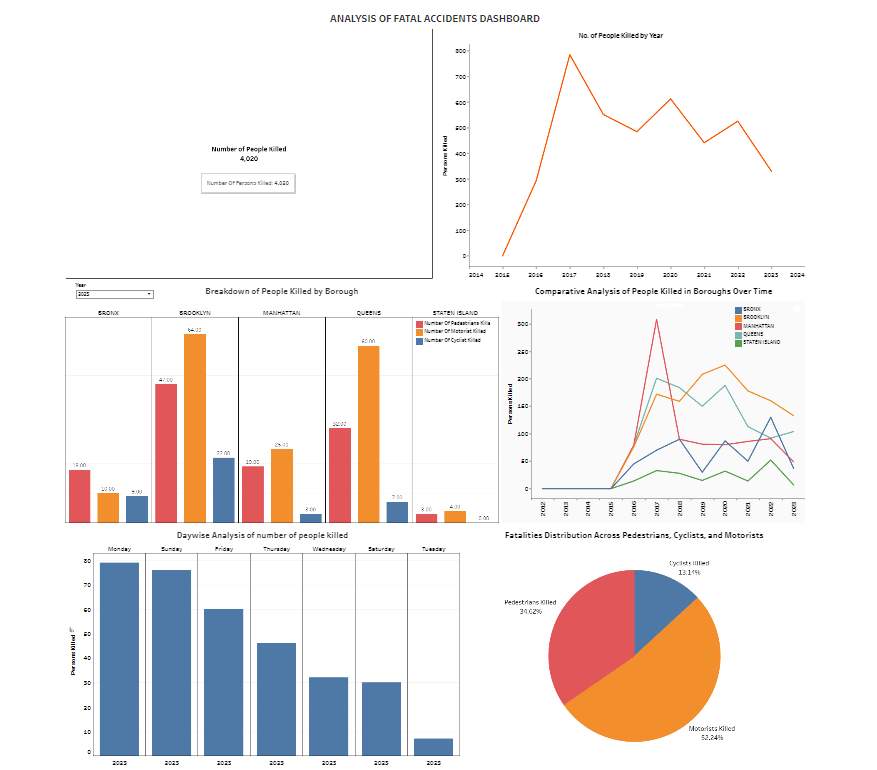 ANALYSIS OF FATAL ACCIDENTS DASHBOARD
Number of People Killed
4,020
Number Of Persons Killed: 4,020
No. of People Killed by Year
Persons Killed
800
700
600
500
400
300
200
100
0
2014 2015 2016 2017 2018 2019 2020 2021 2022 2023 2024
Year
2023
Breakdown of People Killed by Borough
BRONX BROOKLYN MANHATTAN QUEENS STATEN ISLAND
Number Of Pedestrians Kille
Number Of Motorist Killed
Number Of Cyclist Killed
18.00 10.00 9.00
47.00 64.00 22.00
19.00 25.00 3.00
32.00 60.00 7.00
3.00 4.00 0.00
Comparative Analysis of People Killed in Boroughs Over Time
BRONX
BROOKLYN
MANHATTAN
QUEENS
STATEN ISLAND
Persons Killed
300
250
200
150
100
50
0
2012 2013 2014 2015 2016 2017 2018 2019 2020 2021 2022 2023
Daywise Analysis of number of people killed
Monday Sunday Friday Thursday Wednesday Saturday Tuesday
Persons Killed
80
70
60
50
40
30
20
10
0
2023 2023 2023 2023 2023 2023 2023
Fatalities Distribution Across Pedestrians, Cyclists, and Motorists
Cyclists Killed
13.14%
Pedestrians Killed
34.62%
Motorists Killed
52.24%